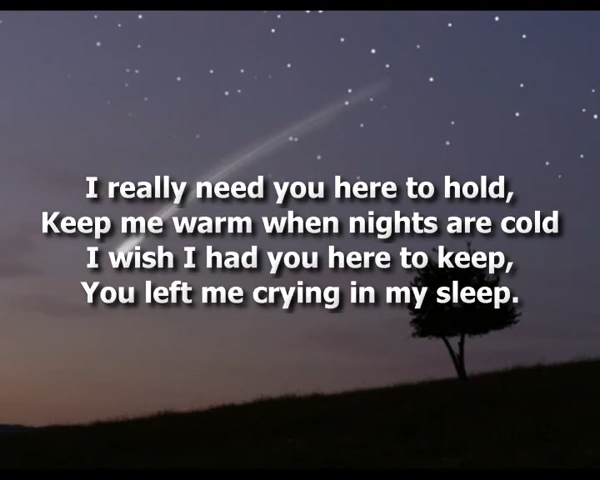 I really need you here to hold,
Keep me warm when nights are cold
I wish I had you here to keep,
You left me crying in my sleep.